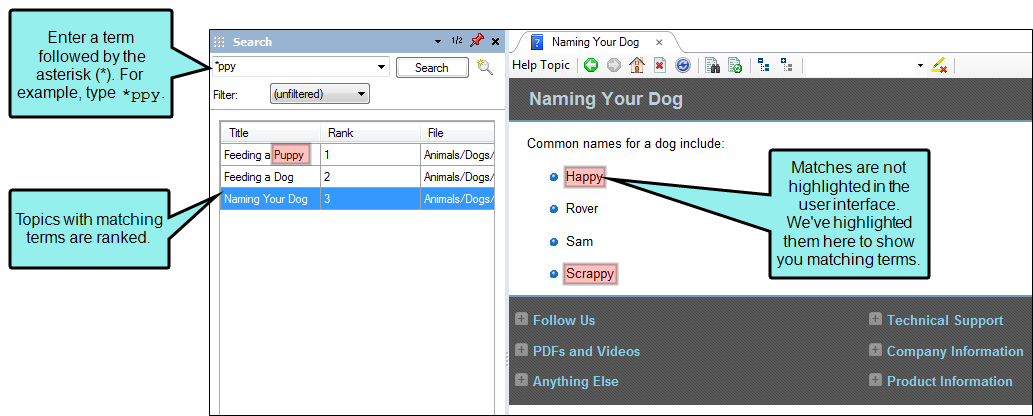 Enter a term
followed by the
asterisk (*). For
example, type *ppy.
Topics with matching
terms are ranked.
Search
1/2
*ppy
Search
Filter:
(unfiltered)
Title Rank File
Feeding a Puppy 1 Animals/Dogs/
Feeding a Dog 2 Animals/Dogs/
Naming Your Dog 3 Animals/Dogs/
Naming Your Dog
Help Topic
Naming Your Dog
Common names for a dog include:
Happy
Rover
Sam
Scrappy
Matches are not
highlighted in the
user interface.
We've highlighted
them here to show
you matching terms.
Follow Us Technical Support
PDFs and Videos Company Information
Anything Else Product Information